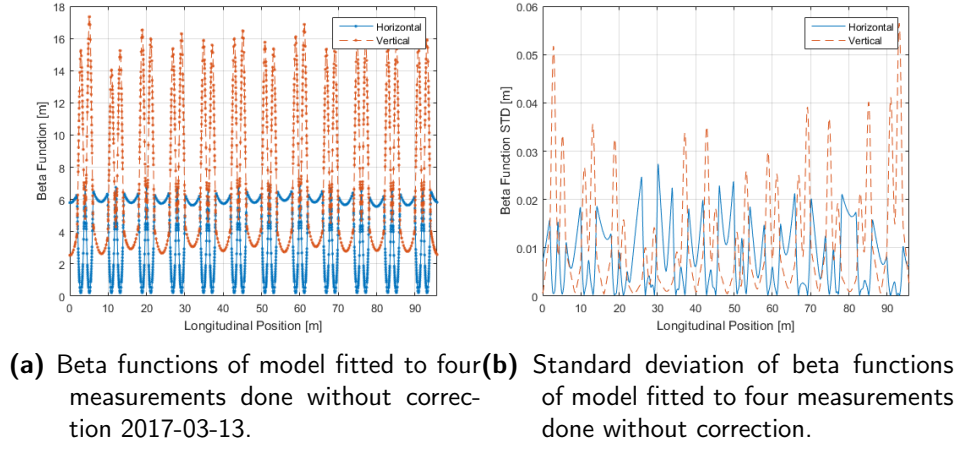 18
16
14
12
10
8
6
4
2
0
Beta Function [m]
0 10 20 30 40 50 60 70 80 90
Longitudinal Position [m]
Horizontal
Vertical
0.06
0.05
0.04
0.03
0.02
0.01
0
Beta Function STD [m]
0 10 20 30 40 50 60 70 80 90
Longitudinal Position [m]
Horizontal
Vertical
(a) Beta functions of model fitted to four
measurements done without correc-
tion 2017-03-13.
(b) Standard deviation of beta functions
of model fitted to four measurements
done without correction.